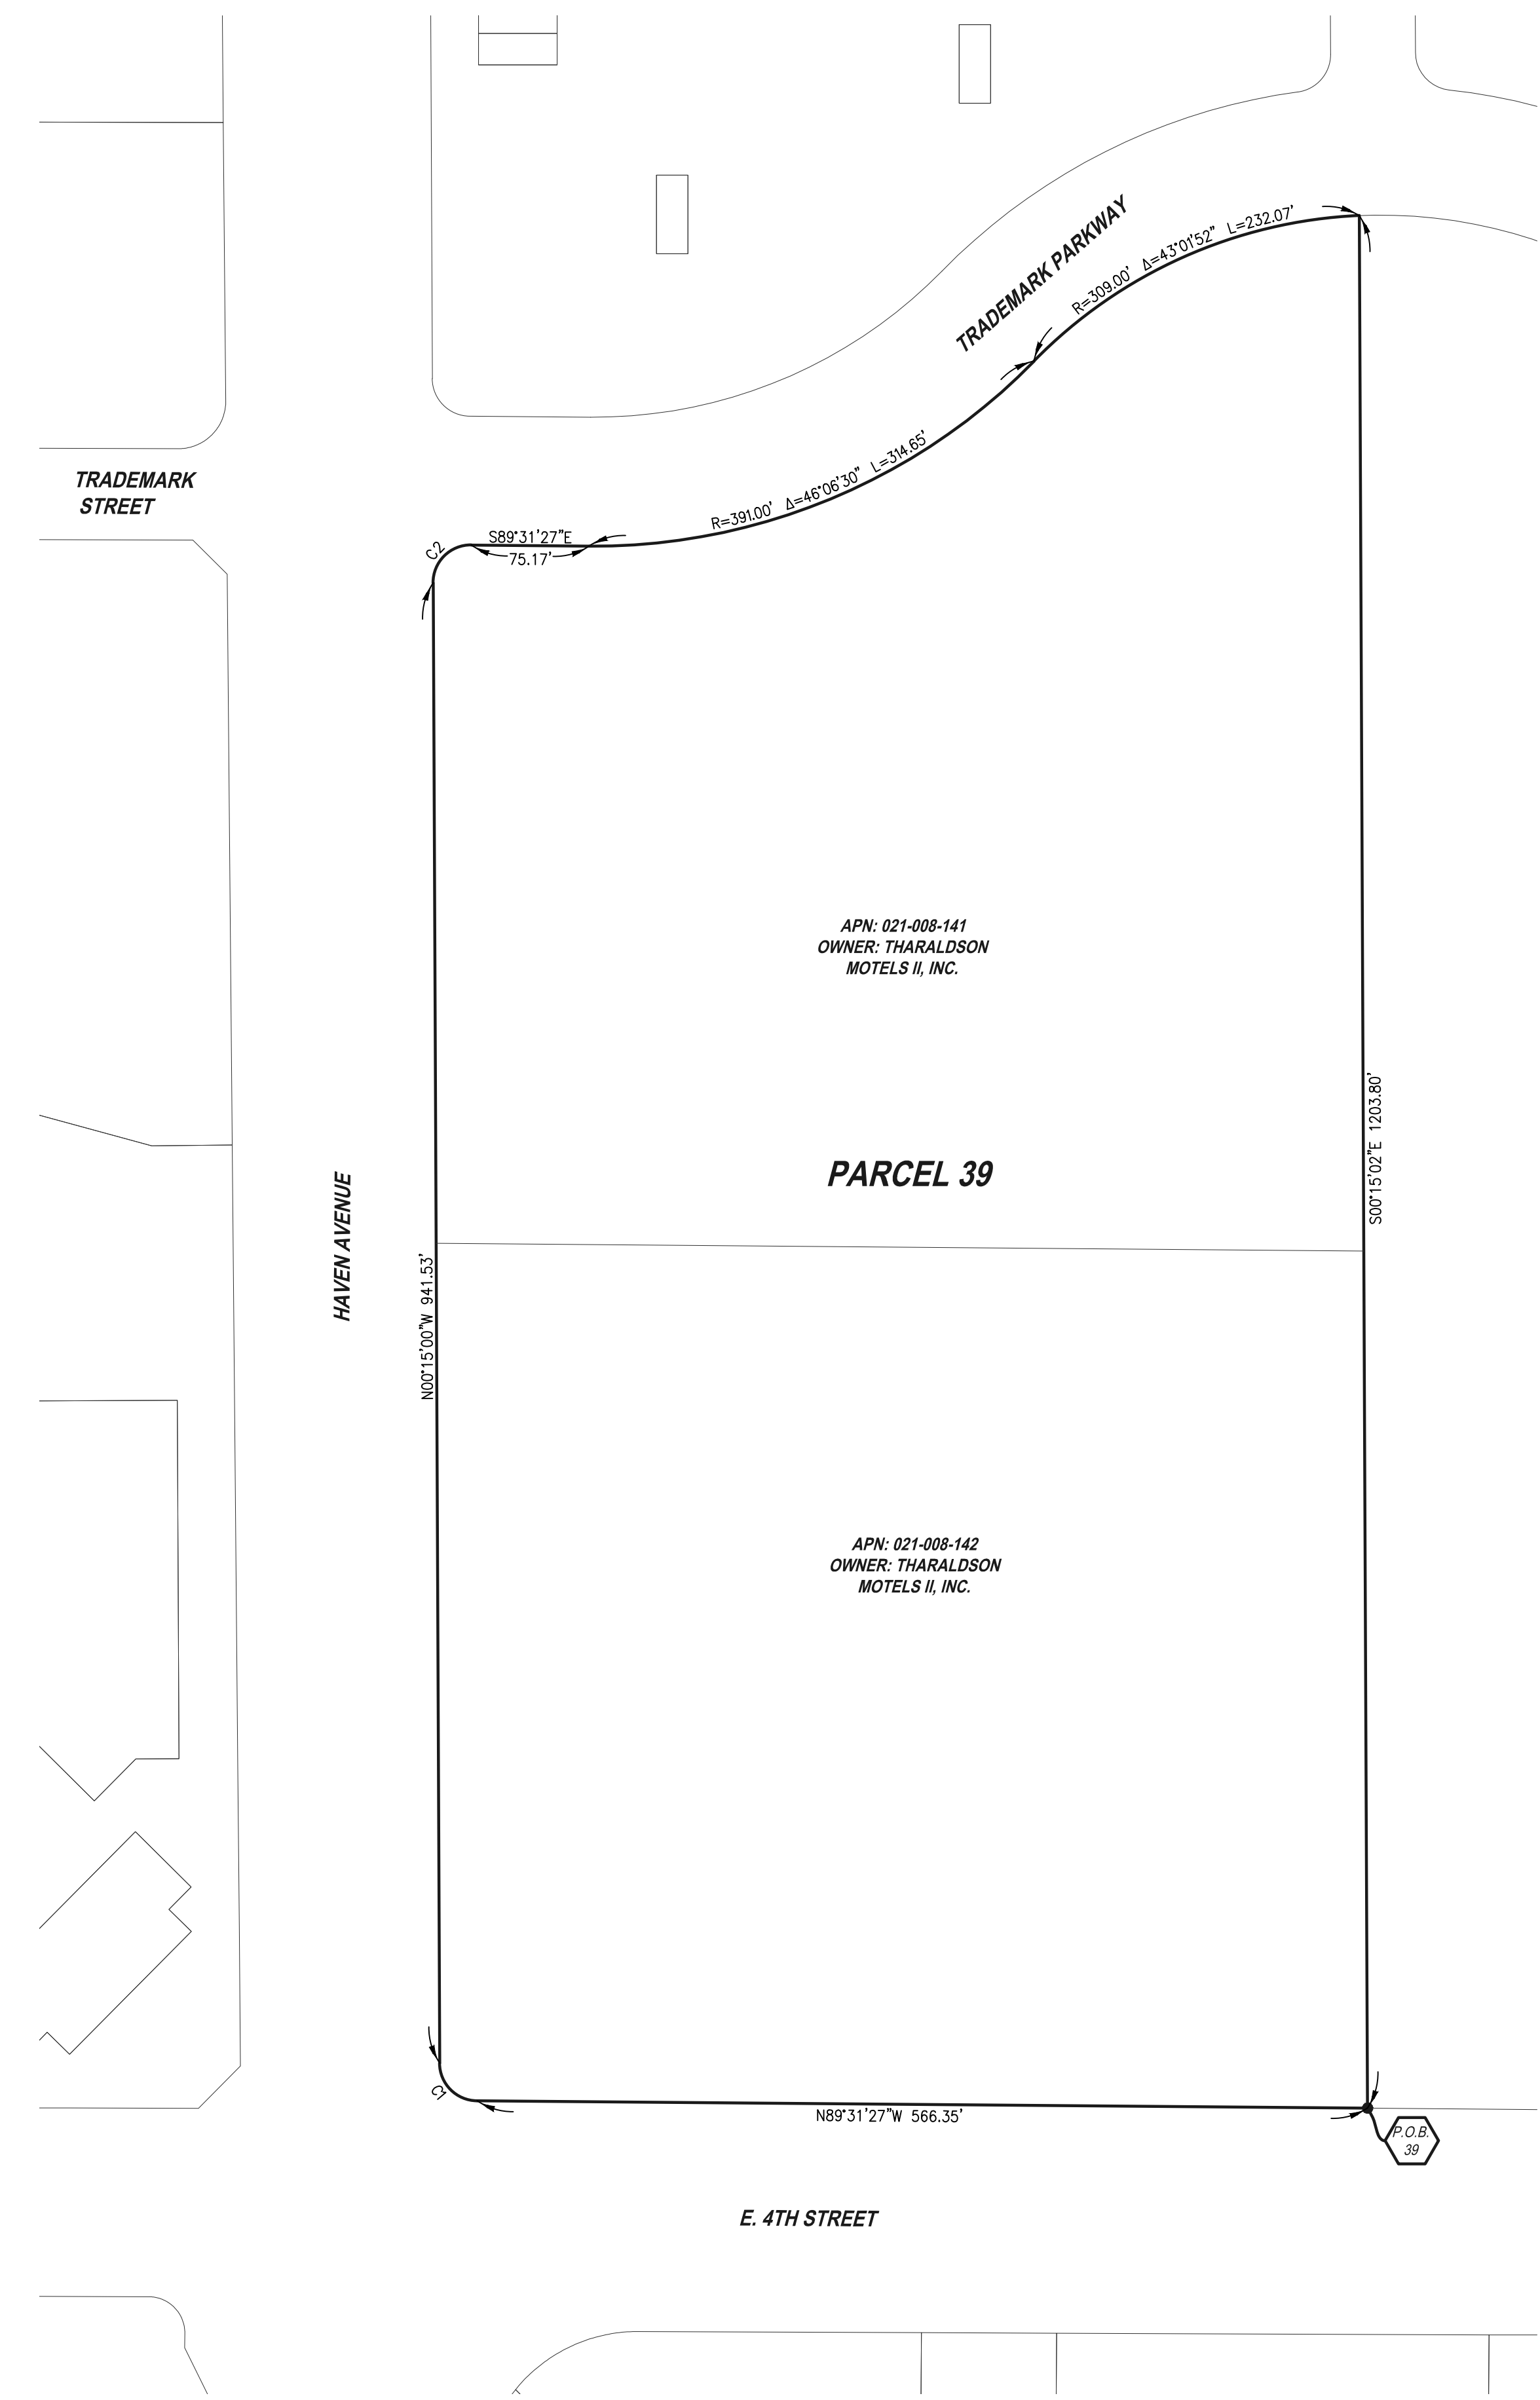 TRADEMARK PARKWAY
R=309.00' Δ=43°01'52" L=232.07'
R=391.00' Δ=46°06'30" L=314.65'
TRADEMARK
STREET
S89°31'27"E
75.17'
C2
APN: 021-008-141
OWNER: THARALDSON
MOTELS II, INC.
S00°15'02"E 1203.80'
PARCEL 39
HAVEN AVENUE
N00°15'00"W 941.53'
APN: 021-008-142
OWNER: THARALDSON
MOTELS II, INC.
C1
N89°31'27"W 566.35'
P.O.B.
39
E. 4TH STREET